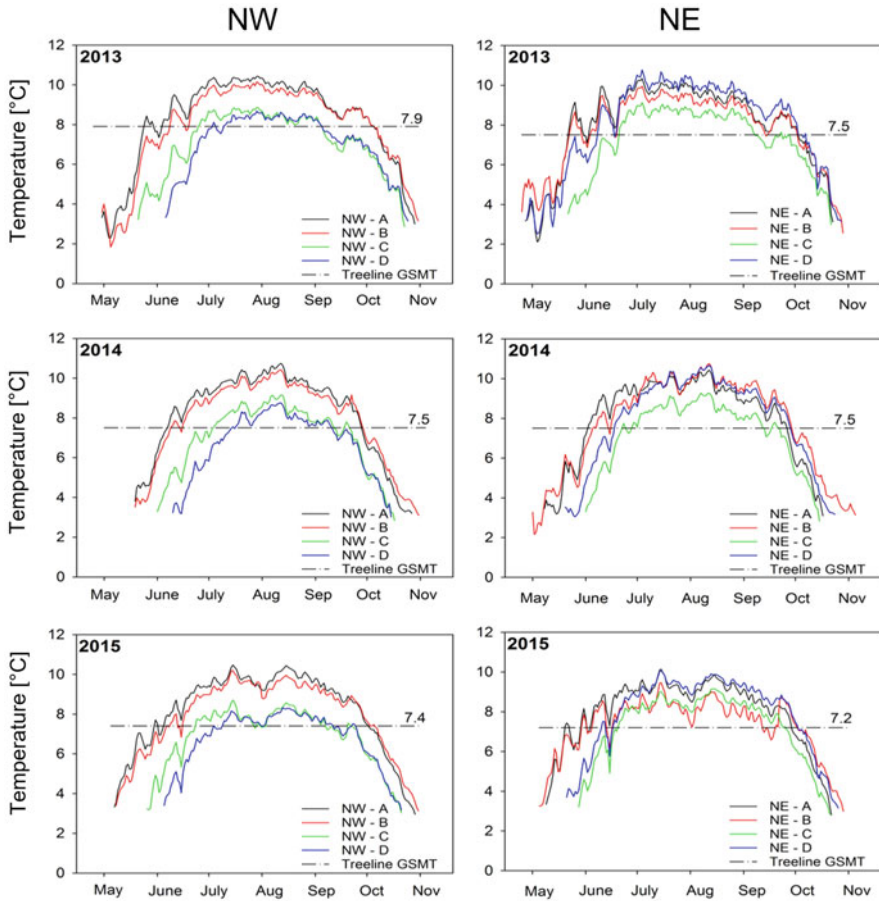 NW
NE
Temperature [°C]
12
10
8
6
4
2
0
2013
7.9
NW - A
NW - B
NW - C
NW - D
Treeline GSMT
May June July Aug Sep Oct Nov
12
10
8
6
4
2
0
2013
7.5
NE - A
NE - B
NE - C
NE - D
Treeline GSMT
May June July Aug Sep Oct Nov
Temperature [°C]
12
10
8
6
4
2
0
2014
7.5
NW - A
NW - B
NW - C
NW - D
Treeline GSMT
May June July Aug Sep Oct Nov
12
10
8
6
4
2
0
2014
7.5
NE - A
NE - B
NE - C
NE - D
Treeline GSMT
May June July Aug Sep Oct Nov
Temperature [°C]
12
10
8
6
4
2
0
2015
7.4
NW - A
NW - B
NW - C
NW - D
Treeline GSMT
May June July Aug Sep Oct Nov
12
10
8
6
4
2
0
2015
7.2
NE - A
NE - B
NE - C
NE - D
Treeline GSMT
May June July Aug Sep Oct Nov